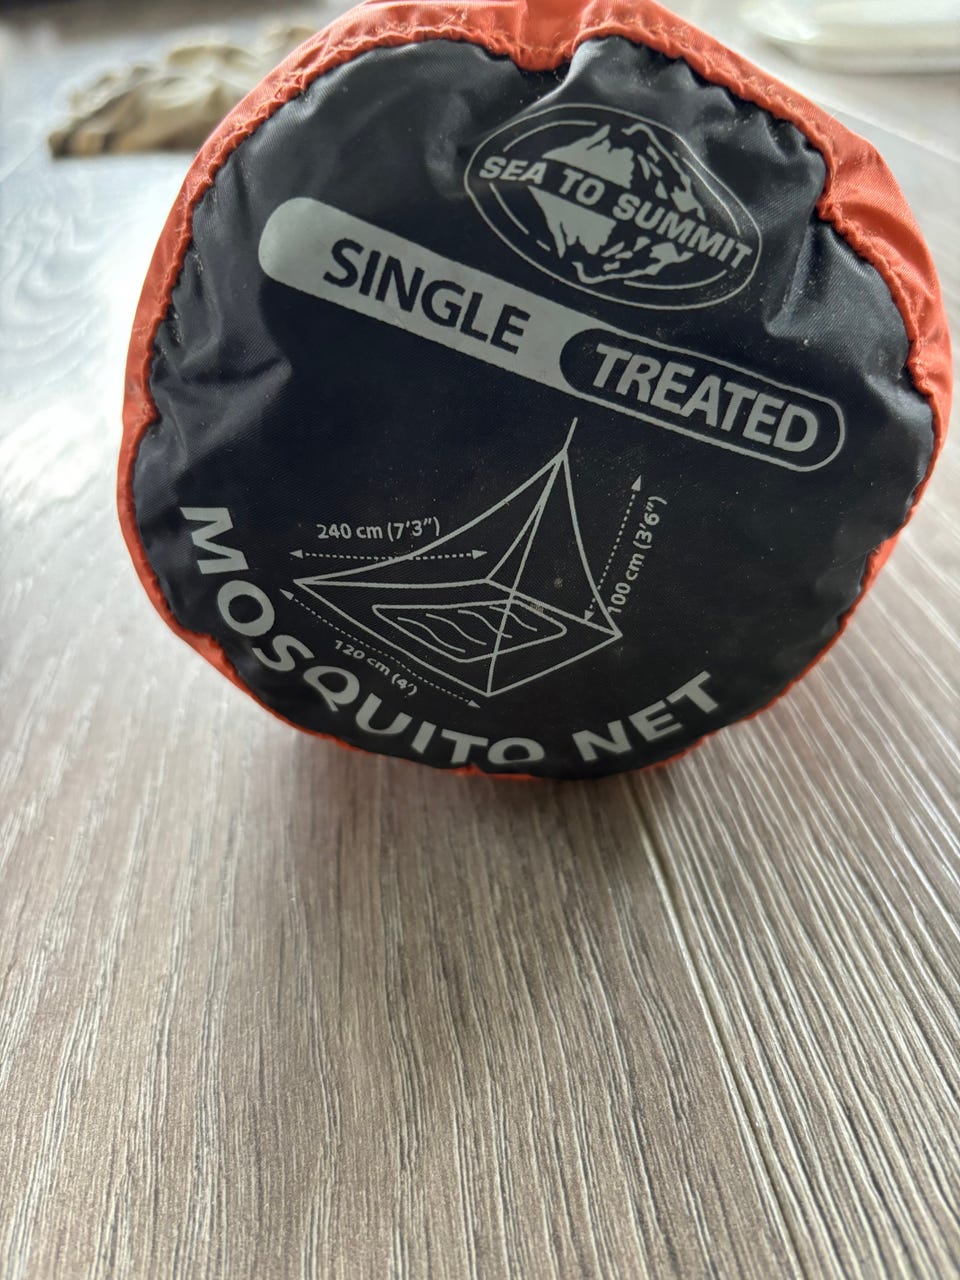 SEA TO SUMMIT
SINGLE TREATED
240 cm (7'3")
100 cm (3'6")
120 cm (4')
MOSQUITO NET